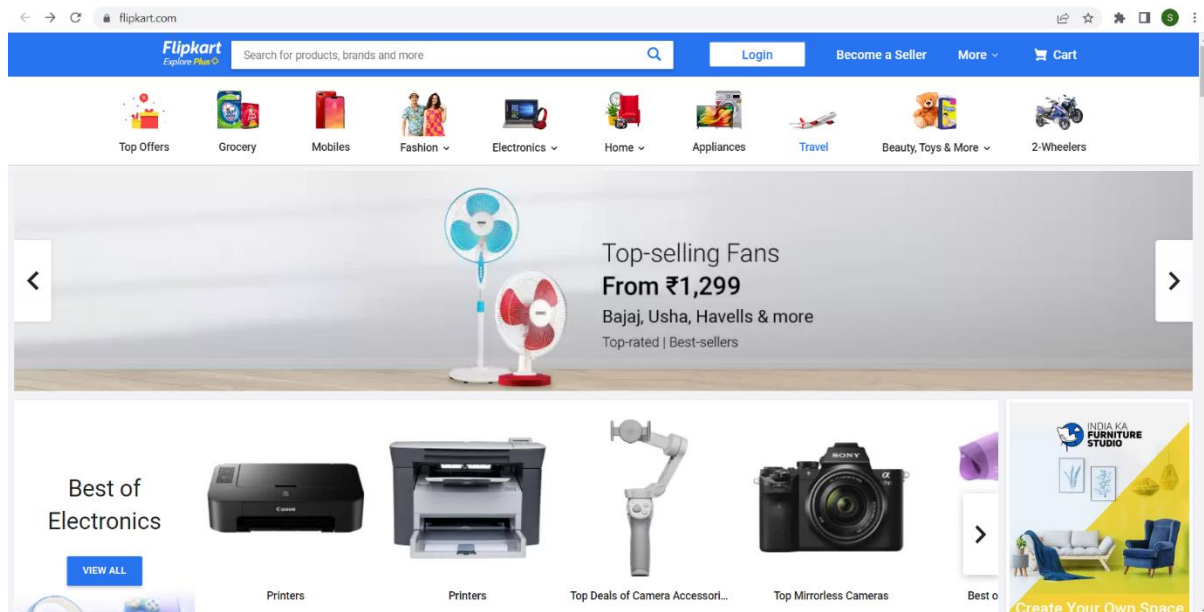 flipkart.com
S
Flipkart
Explore Plus
Search for products, brands and more
Login
Become a Seller
More
Cart
Top Offers
Grocery
Mobiles
Fashion
Electronics
Home
Appliances
Travel
Beauty, Toys & More
2-Wheelers
Top-selling Fans
From ₹1,299
Bajaj, Usha, Havells & more
Top-rated | Best-sellers
Best of
Electronics
VIEW ALL
Canon
SONY
Printers
Printers
Top Deals of Camera Accessori...
Top Mirrorless Cameras
Best o
INDIA KA
FURNITURE
STUDIO
Create Your Own Space